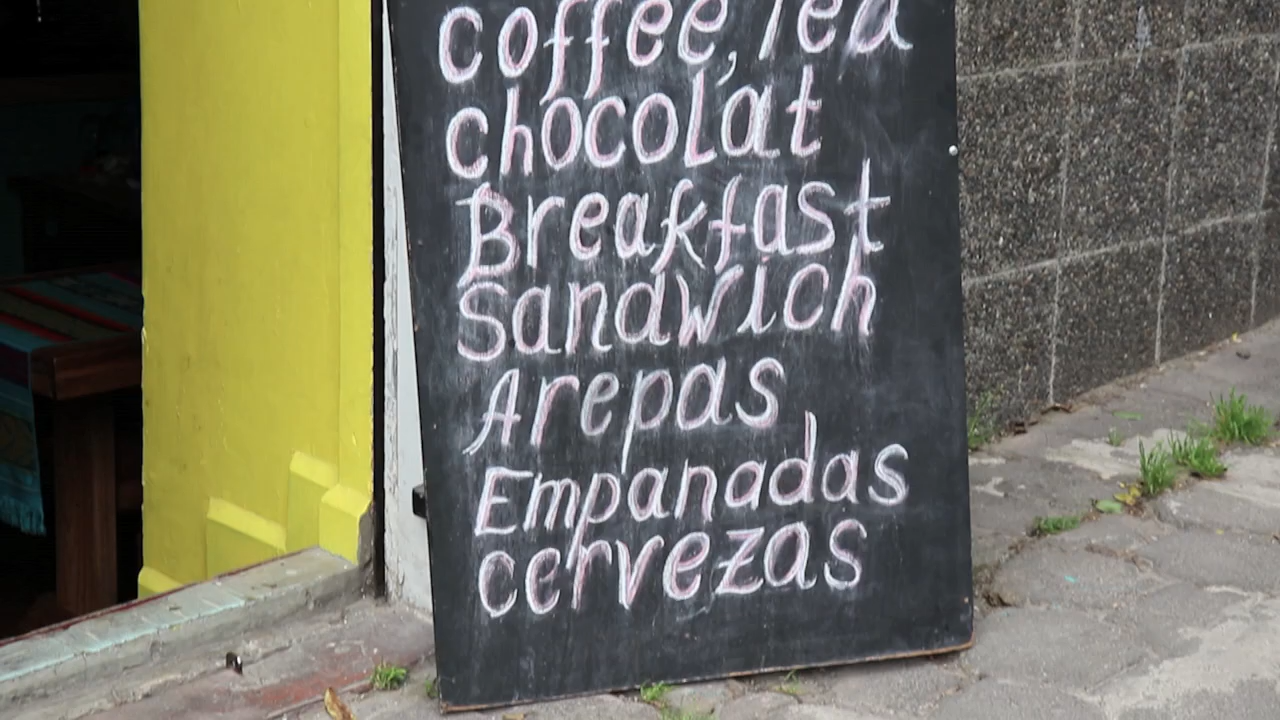 coffee, Tea
chocolat
Breakfast
Sandwich
Arepas
Empanadas
cervezas